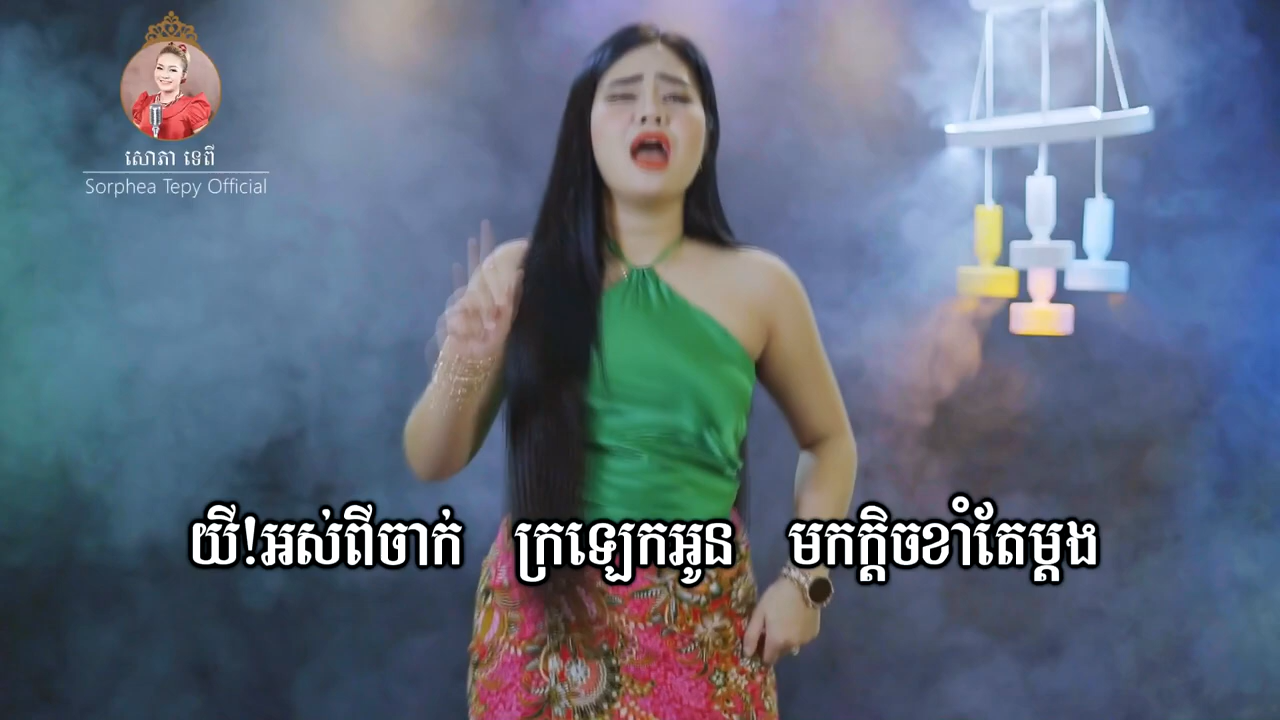 សោភា ទេពី
Sorphea Tepy Official
យី!អស់ពីចាក់ ក្រឡេកអូន មកក្តិចខាំតែម្តង